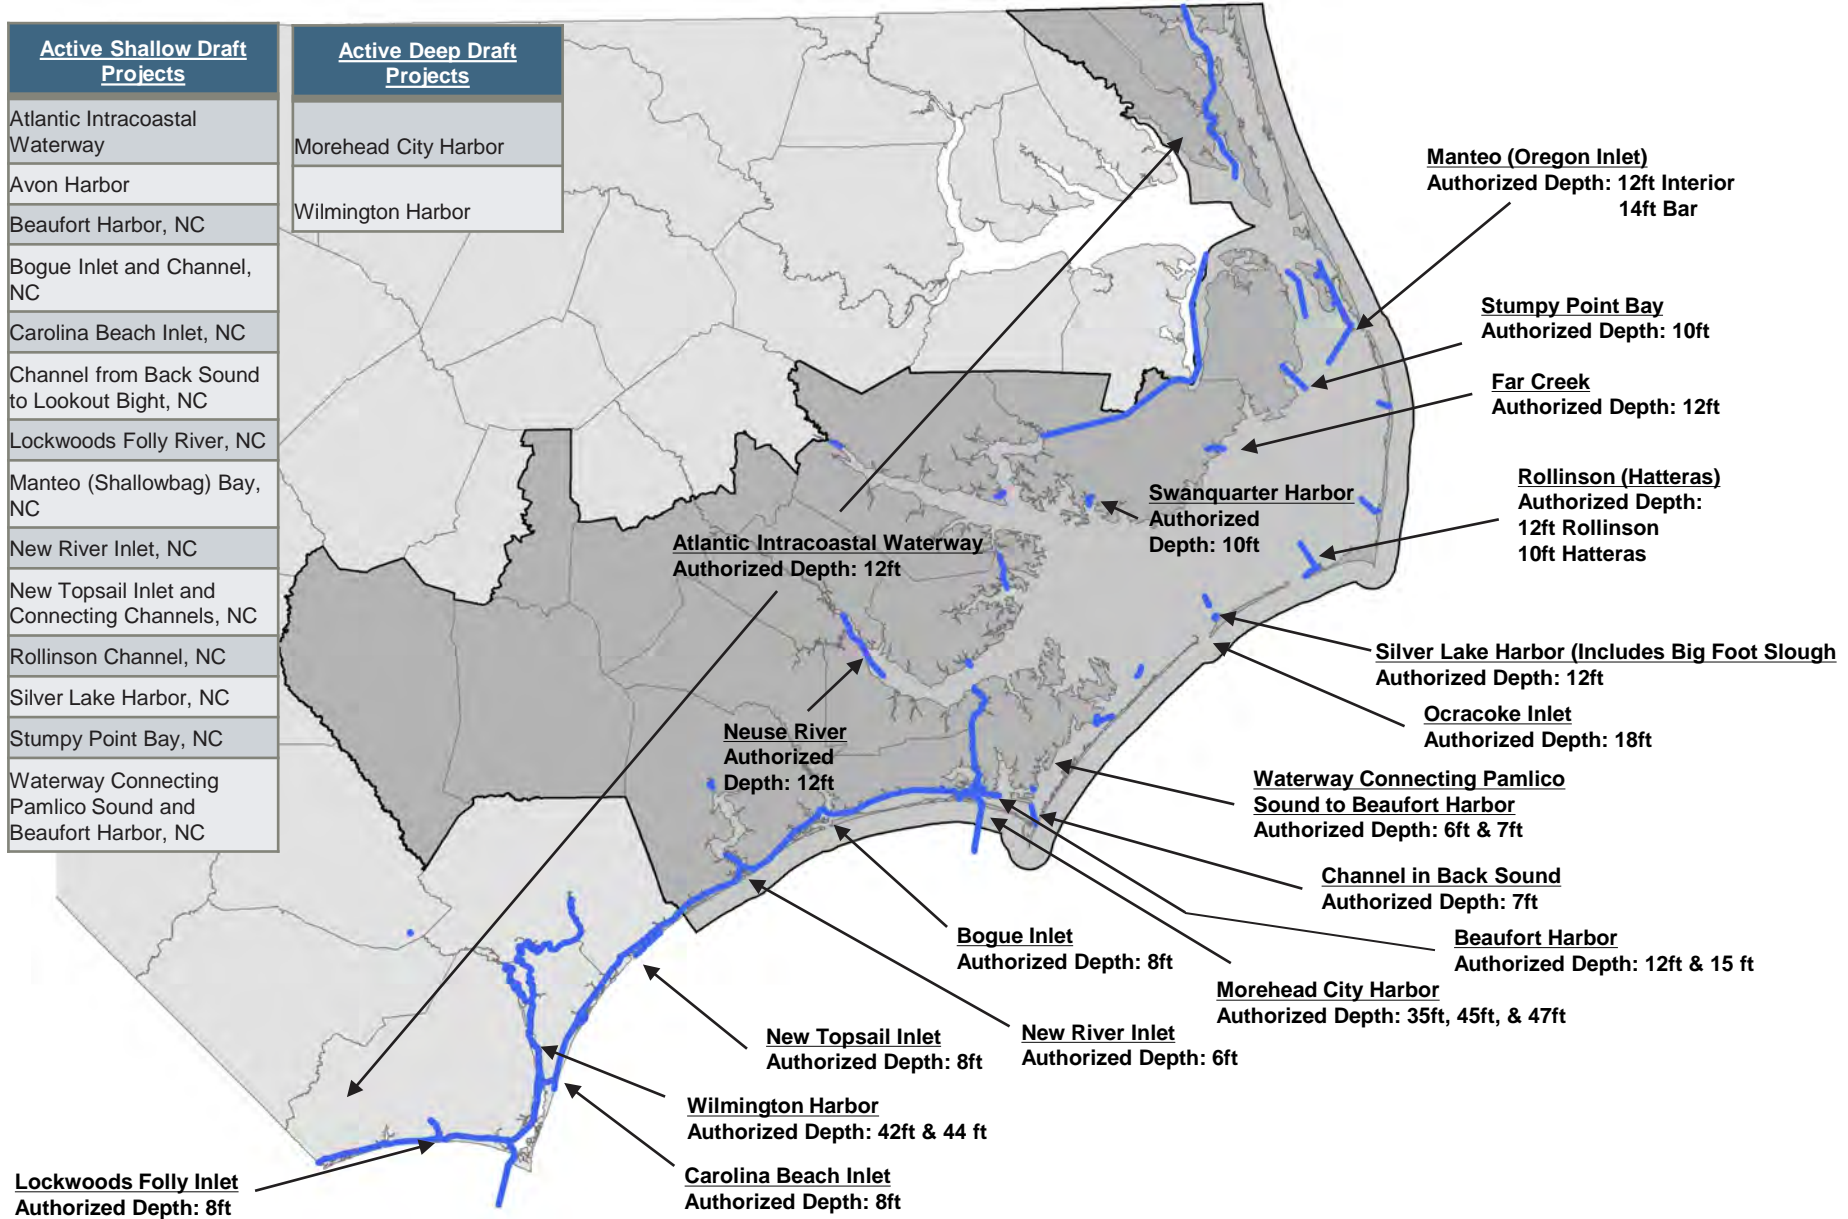 Active Shallow Draft
Projects
Atlantic Intracoastal
Waterway
Avon Harbor
Beaufort Harbor, NC
Bogue Inlet and Channel,
NC
Carolina Beach Inlet, NC
Channel from Back Sound
to Lookout Bight, NC
Lockwoods Folly River, NC
Manteo (Shallowbag) Bay,
NC
New River Inlet, NC
New Topsail Inlet and
Connecting Channels, NC
Rollinson Channel, NC
Silver Lake Harbor, NC
Stumpy Point Bay, NC
Waterway Connecting
Pamlico Sound and
Beaufort Harbor, NC
Active Deep Draft
Projects
Morehead City Harbor
Wilmington Harbor
Manteo (Oregon Inlet)
Authorized Depth: 12ft Interior
14ft Bar
Stumpy Point Bay
Authorized Depth: 10ft
Far Creek
Authorized Depth: 12ft
Rollinson (Hatteras)
Authorized Depth:
12ft Rollinson
10ft Hatteras
Swanquarter Harbor
Authorized
Depth: 10ft
Atlantic Intracoastal Waterway
Authorized Depth: 12ft
Silver Lake Harbor (Includes Big Foot Slough
Authorized Depth: 12ft
Ocracoke Inlet
Authorized Depth: 18ft
Neuse River
Authorized
Depth: 12ft
Waterway Connecting Pamlico
Sound to Beaufort Harbor
Authorized Depth: 6ft & 7ft
Channel in Back Sound
Authorized Depth: 7ft
Beaufort Harbor
Authorized Depth: 12ft & 15 ft
Bogue Inlet
Authorized Depth: 8ft
Morehead City Harbor
Authorized Depth: 35ft, 45ft, & 47ft
New River Inlet
Authorized Depth: 6ft
New Topsail Inlet
Authorized Depth: 8ft
Wilmington Harbor
Authorized Depth: 42ft & 44 ft
Carolina Beach Inlet
Authorized Depth: 8ft
Lockwoods Folly Inlet
Authorized Depth: 8ft